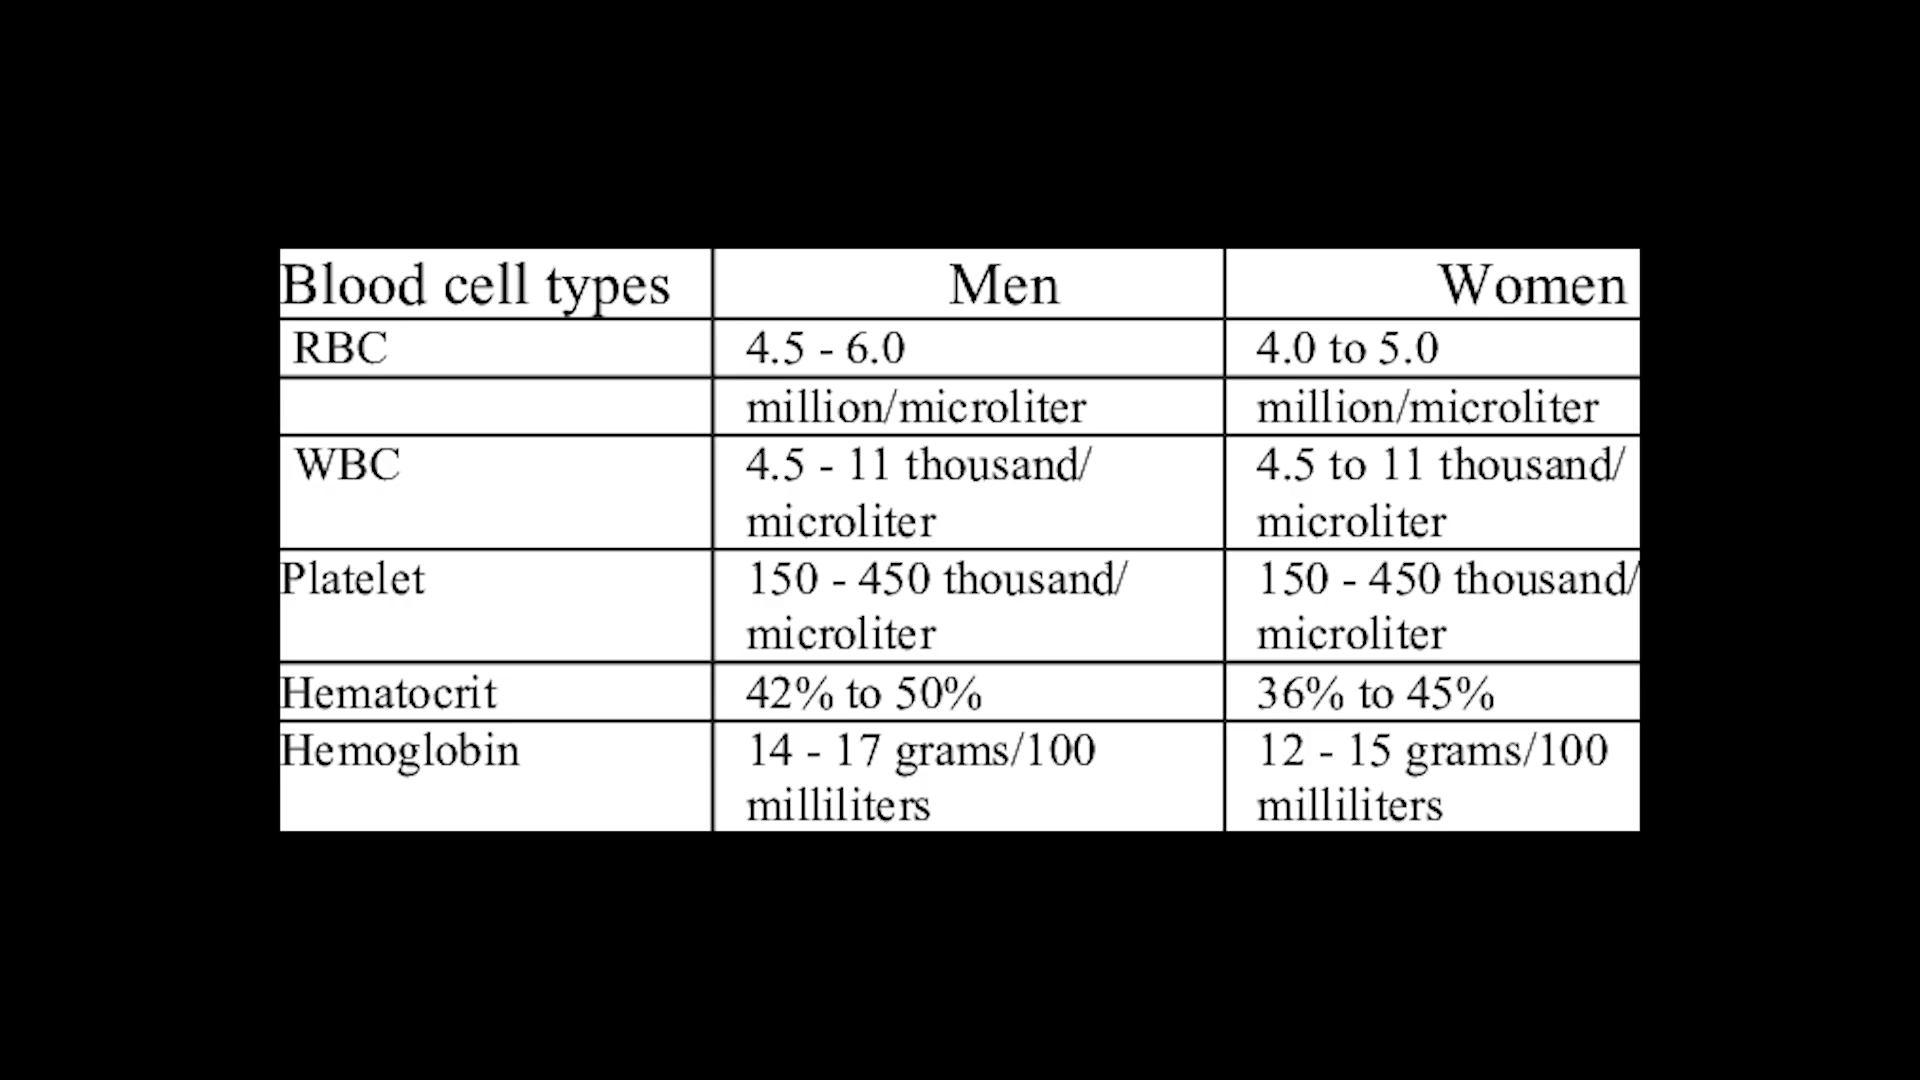 Blood cell types Men Women
RBC 4.5 - 6.0 4.0 to 5.0
million/microliter million/microliter
WBC 4.5 - 11 thousand/ 4.5 to 11 thousand/
microliter microliter
Platelet 150 - 450 thousand/ 150 - 450 thousand/
microliter microliter
Hematocrit 42% to 50% 36% to 45%
Hemoglobin 14 - 17 grams/100 12 - 15 grams/100
milliliters milliliters